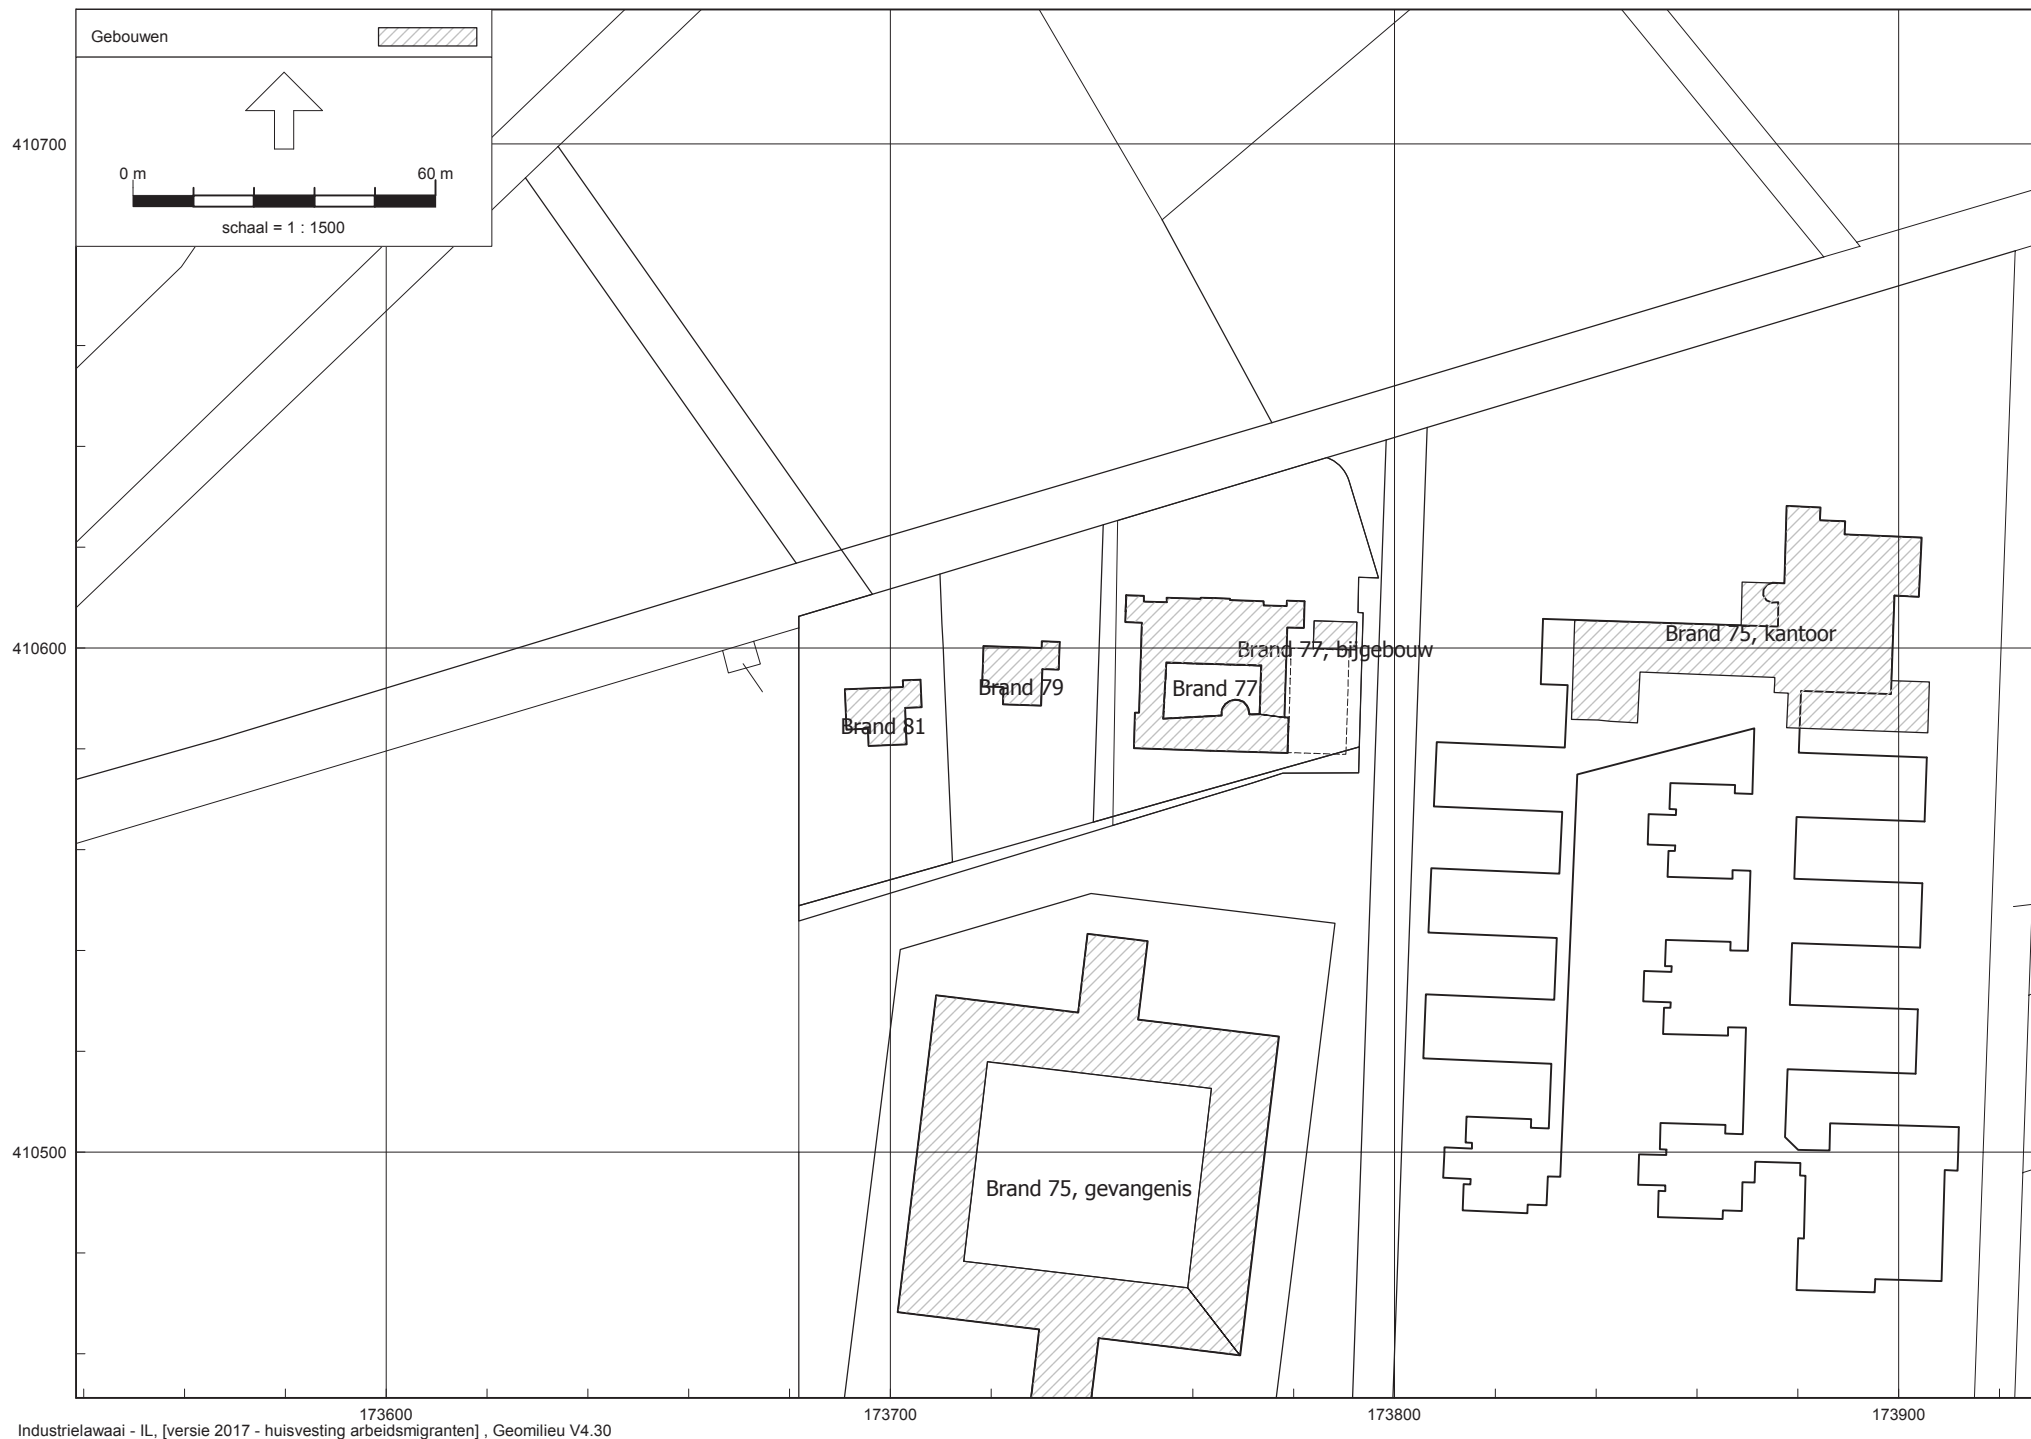 Gebouwen
0 m 60 m
schaal = 1 : 1500
410700
410600
410500
Brand 75, kantoor
Brand 77, bijgebouw
Brand 79
Brand 77
Brand 81
Brand 75, gevangenis
173600 173700 173800 173900
Industrielawaai - IL, [versie 2017 - huisvesting arbeidsmigranten] , Geomilieu V4.30